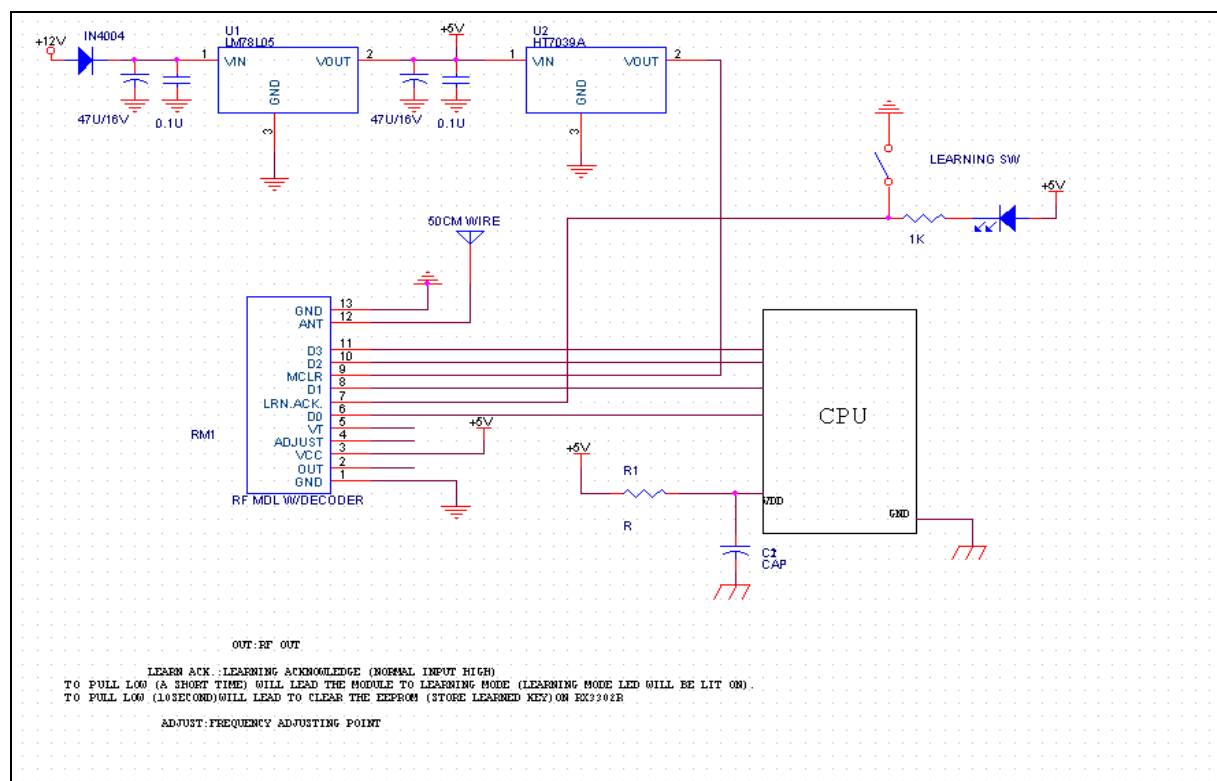 +12V
IN4004
U1
LM78L05
1
VIN
VOUT
2
GND
3
47U/16V
0.1U
+5V
47U/16V
0.1U
U2
HT7039A
1
VIN
VOUT
2
GND
3
LEARNING SW
+5V
1K
50CM WIRE
GND 13
ANT 12
D3 11
D2 10
MCLR 9
D1 8
LRN.ACK. 7
D0 6
VT 5
ADJUST 4
VCC 3
OUT 2
GND 1
RM1
RF MDL W/DECODER
+5V
+5V
R1
R
CPU
VDD
GND
CAP
OUT:RF OUT
LEARN ACK.:LEARNING ACKNOWLEDGE (NORMAL INPUT HIGH)
TO PULL LOW (A SHORT TIME) WILL LEAD THE MODULE TO LEARNING MODE (LEARNING MODE LED WILL BE LIT ON).
TO PULL LOW (10SECOND)WILL LEAD TO CLEAR THE EEPROM (STORE LEARNED KEY)ON RX3302R
ADJUST:FREQUENCY ADJUSTING POINT